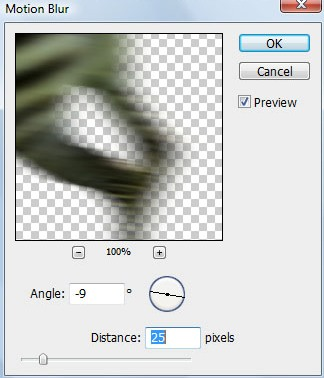 Motion Blur
OK
Cancel
Preview
100%
Angle: -9 °
Distance: 25 pixels